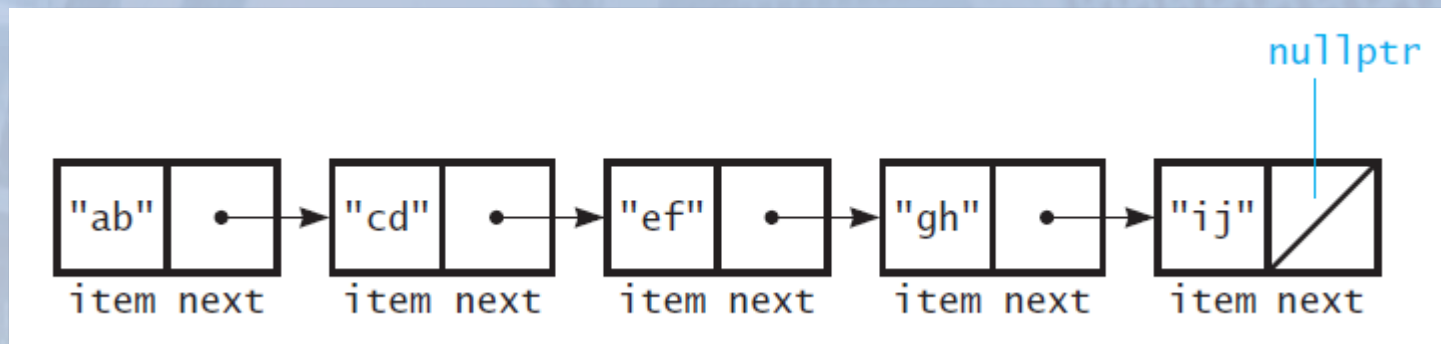 nullptr
"ab" "cd" "ef" "gh" "ij"
item next item next item next item next item next